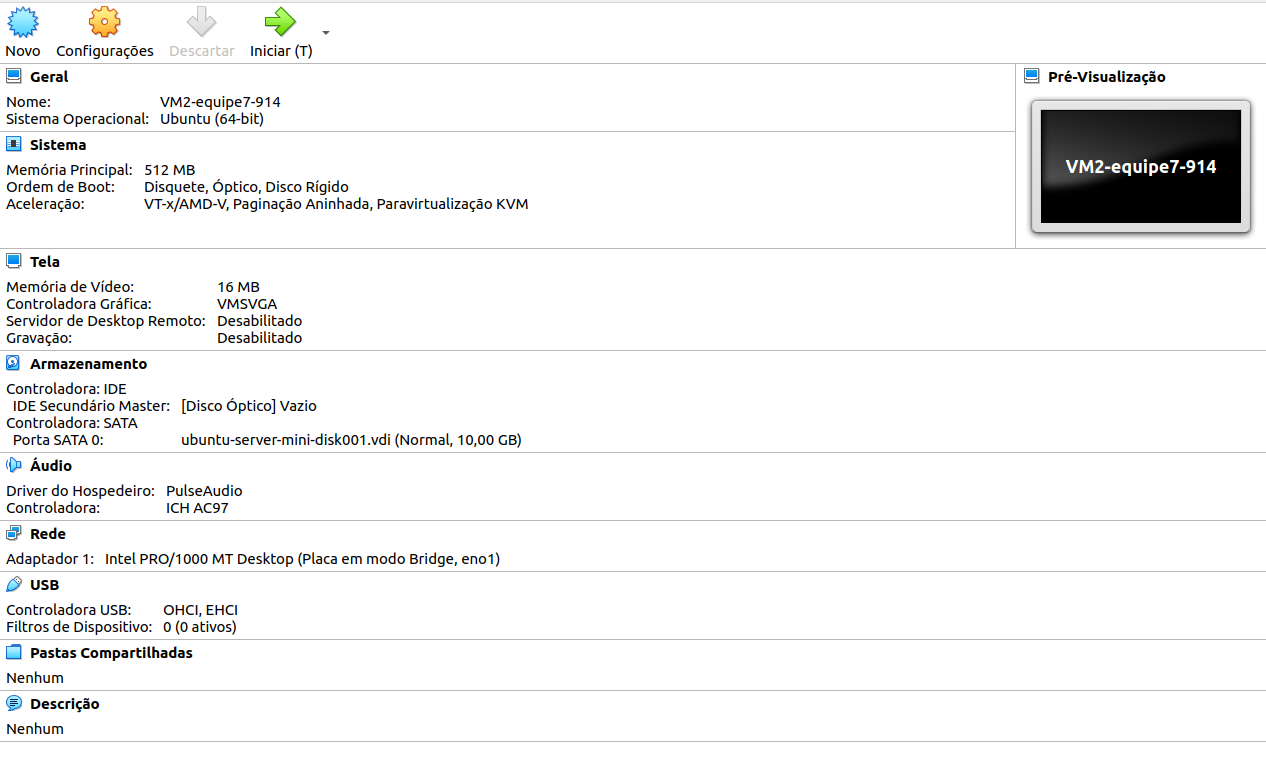 Novo Configurações Descartar Iniciar (T)
Geral
Nome: VM2-equipe7-914
Sistema Operacional: Ubuntu (64-bit)
Sistema
Memória Principal: 512 MB
Ordem de Boot: Disquete, Óptico, Disco Rígido
Aceleração: VT-x/AMD-V, Paginação Aninhada, Paravirtualização KVM
Pré-Visualização
VM2-equipe7-914
Tela
Memória de Vídeo: 16 MB
Controladora Gráfica: VMSVGA
Servidor de Desktop Remoto: Desabilitado
Gravação: Desabilitado
Armazenamento
Controladora: IDE
IDE Secundário Master: [Disco Óptico] Vazio
Controladora: SATA
Porta SATA 0: ubuntu-server-mini-disk001.vdi (Normal, 10,00 GB)
Áudio
Driver do Hospedeiro: PulseAudio
Controladora: ICH AC97
Rede
Adaptador 1: Intel PRO/1000 MT Desktop (Placa em modo Bridge, eno1)
USB
Controladora USB: OHCI, EHCI
Filtros de Dispositivo: 0 (0 ativos)
Pastas Compartilhadas
Nenhum
Descrição
Nenhum